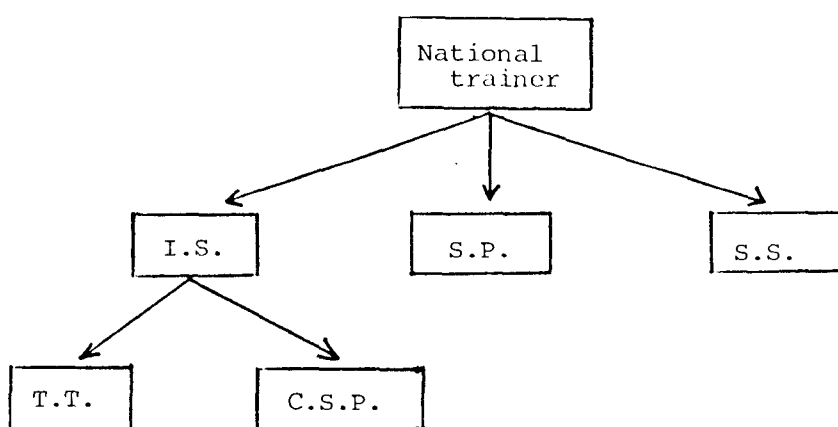 National
trainer
I.S.
S.P.
S.S.
T.T.
C.S.P.